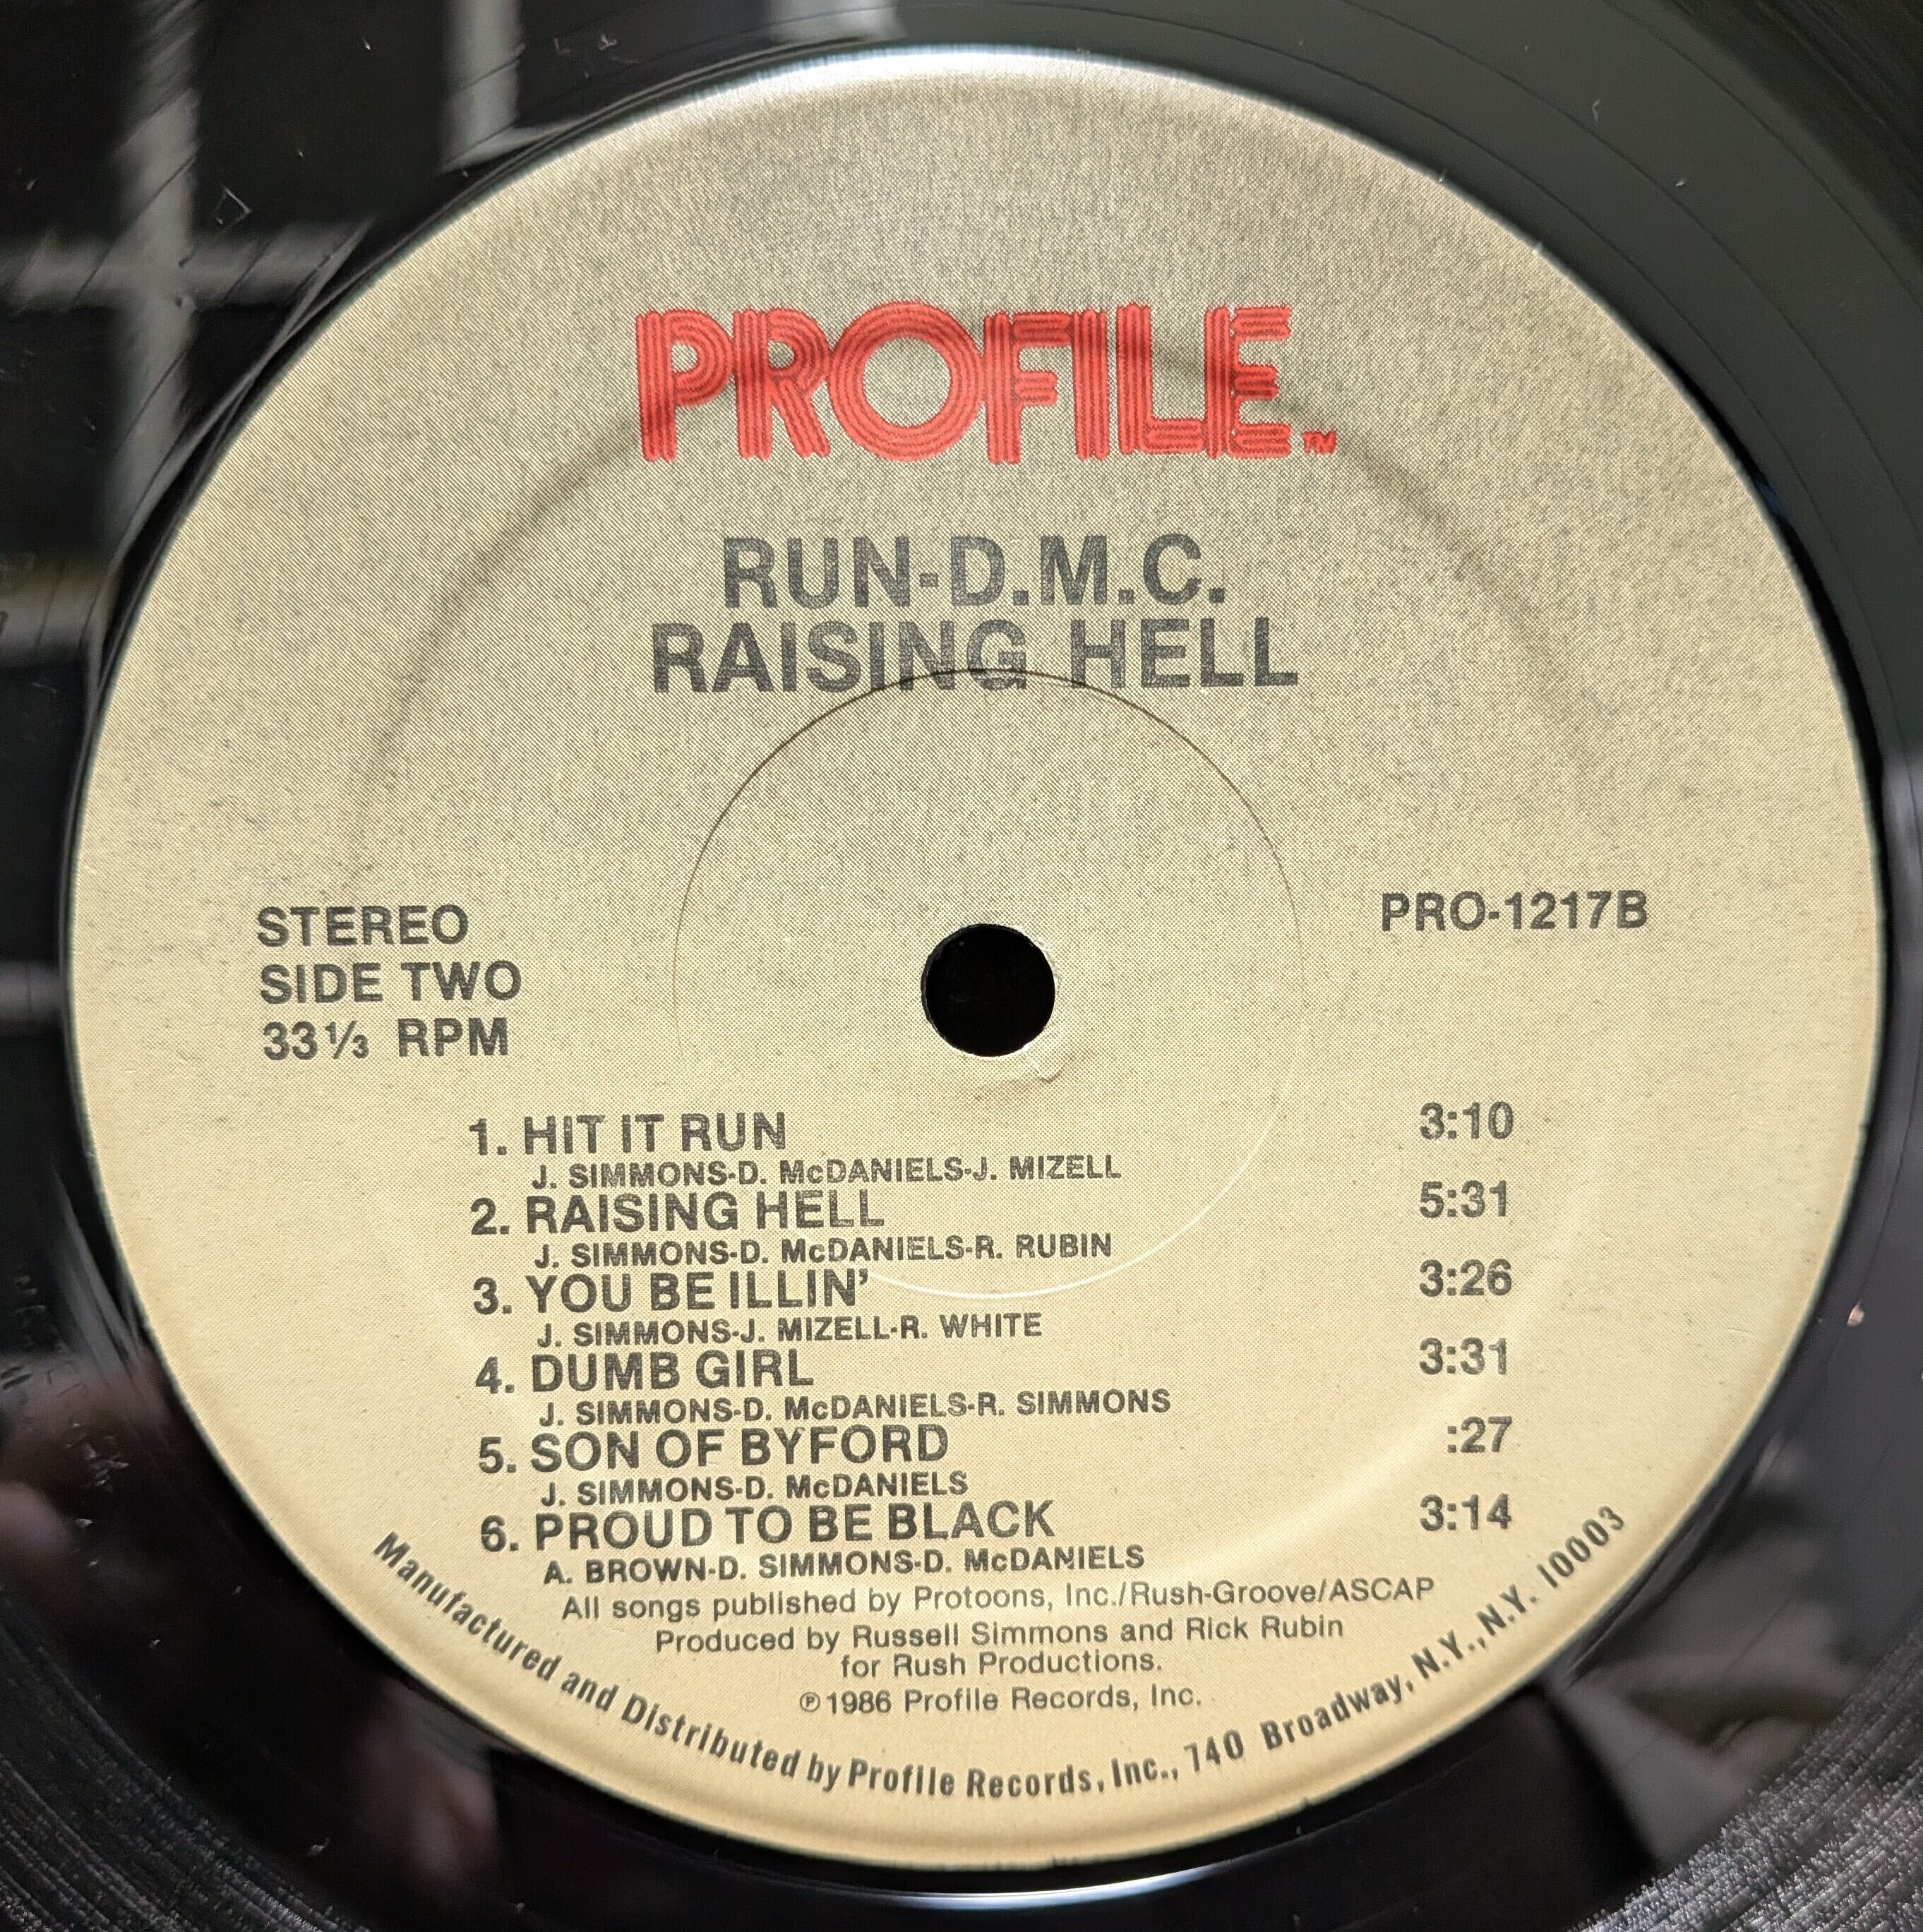 PROFILE™
RUN-D.M.C.
RAISING HELL
STEREO
SIDE TWO
33⅓ RPM
PRO-1217B
1. HIT IT RUN 3:10
J. SIMMONS-D. McDANIELS-J. MIZELL
2. RAISING HELL 5:31
J. SIMMONS-D. McDANIELS-R. RUBIN
3. YOU BE ILLIN' 3:26
J. SIMMONS-J. MIZELL-R. WHITE
4. DUMB GIRL 3:31
J. SIMMONS-D. McDANIELS-R. SIMMONS
5. SON OF BYFORD :27
J. SIMMONS-D. McDANIELS
6. PROUD TO BE BLACK 3:14
A. BROWN-D. SIMMONS-D. McDANIELS
All songs published by Protoons, Inc./Rush-Groove/ASCAP
Produced by Russell Simmons and Rick Rubin
for Rush Productions.
℗1986 Profile Records, Inc.
Manufactured and Distributed by Profile Records, Inc., 740 Broadway, N.Y., N.Y. 10003